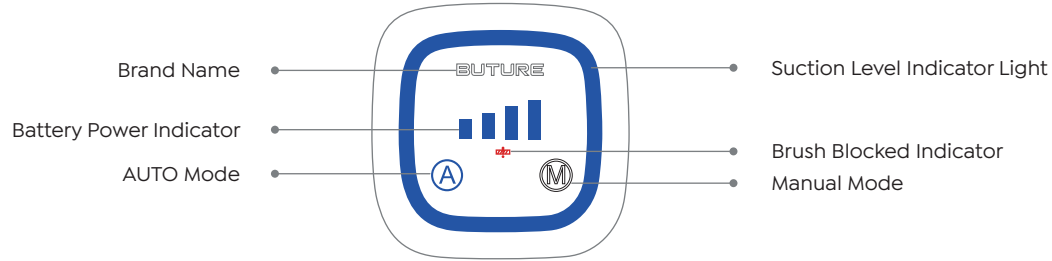 Brand Name
BUTURE
Suction Level Indicator Light
Battery Power Indicator
Brush Blocked Indicator
AUTO Mode
A
M
Manual Mode